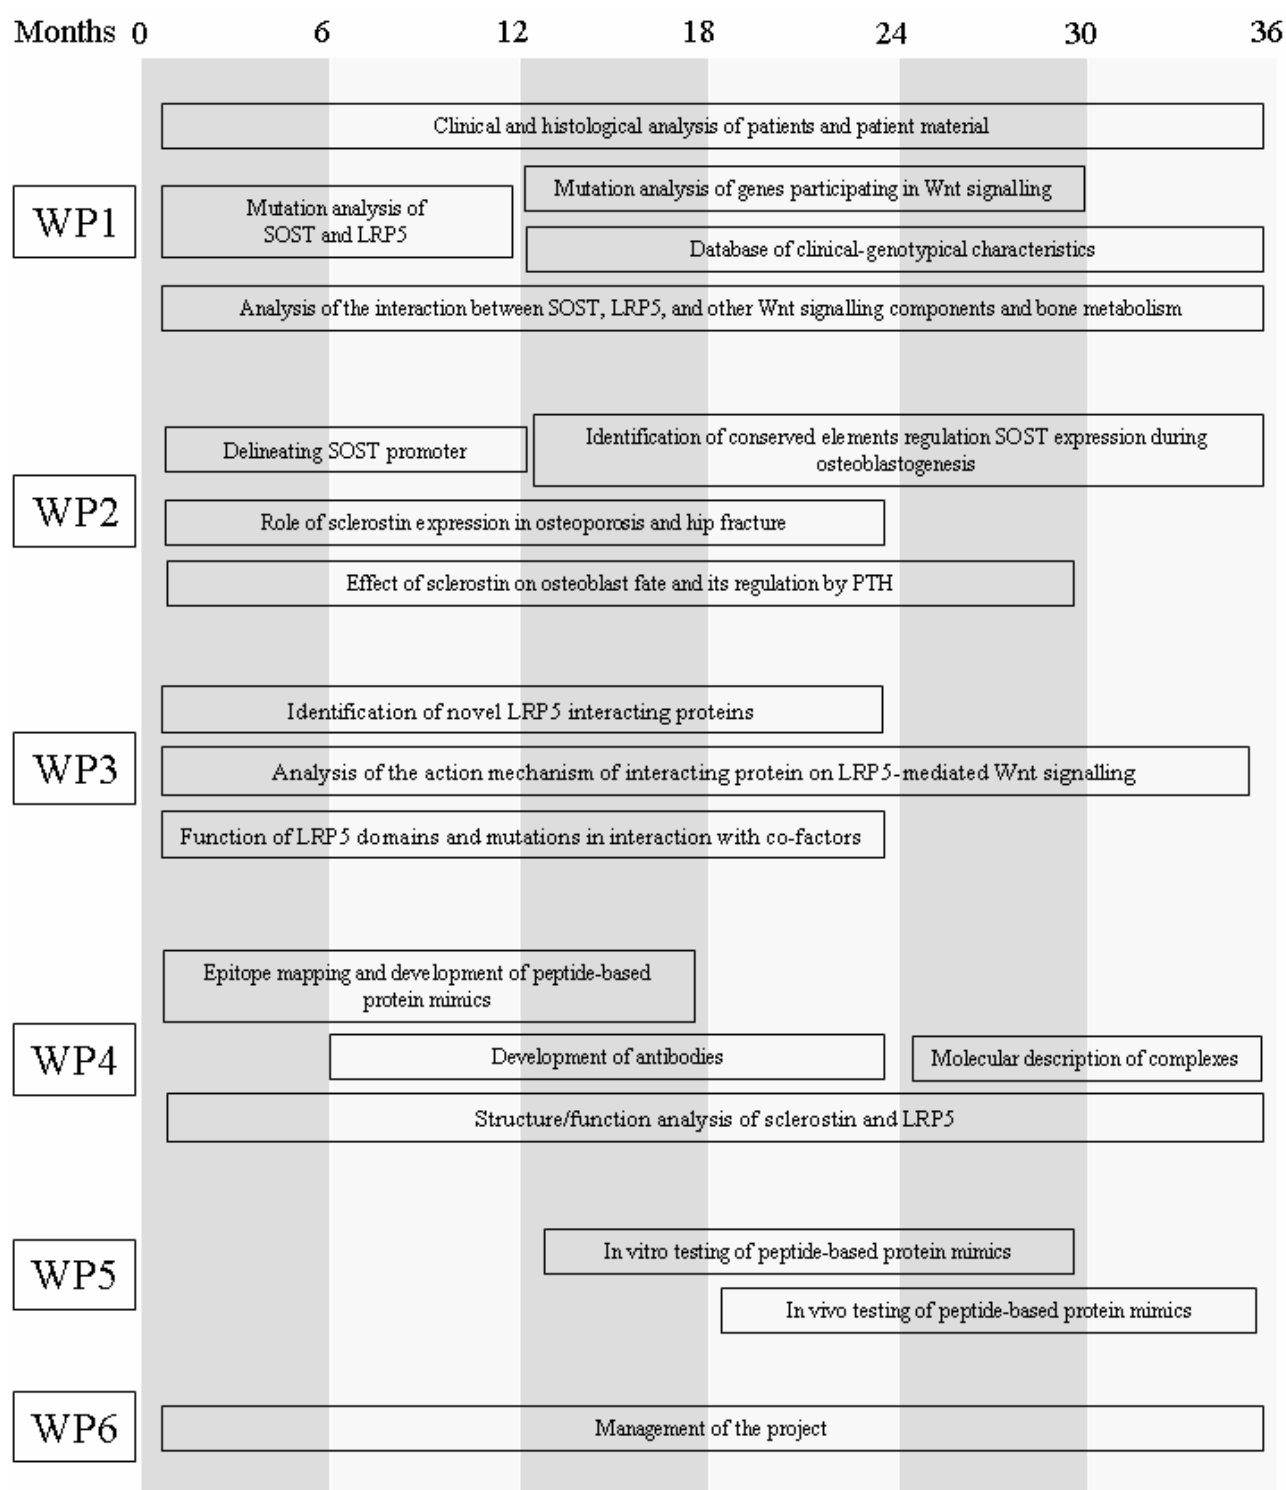 Months 0 6 12 18 24 30 36
Clinical and histological analysis of patients and patient material
WP1
Mutation analysis of
SOST and LRP5
Mutation analysis of genes participating in Wnt signalling
Database of clinical-genotypical characteristics
Analysis of the interaction between SOST, LRP5, and other Wnt signalling components and bone metabolism
WP2
Delineating SOST promoter
Identification of conserved elements regulation SOST expression during
osteoblastogenesis
Role of sclerostin expression in osteoporosis and hip fracture
Effect of sclerostin on osteoblast fate and its regulation by PTH
WP3
Identification of novel LRP5 interacting proteins
Analysis of the action mechanism of interacting protein on LRP5-mediated Wnt signalling
Function of LRP5 domains and mutations in interaction with co-factors
WP4
Epitope mapping and development of peptide-based
protein mimics
Development of antibodies
Molecular description of complexes
Structure/function analysis of sclerostin and LRP5
WP5
In vitro testing of peptide-based protein mimics
In vivo testing of peptide-based protein mimics
WP6
Management of the project